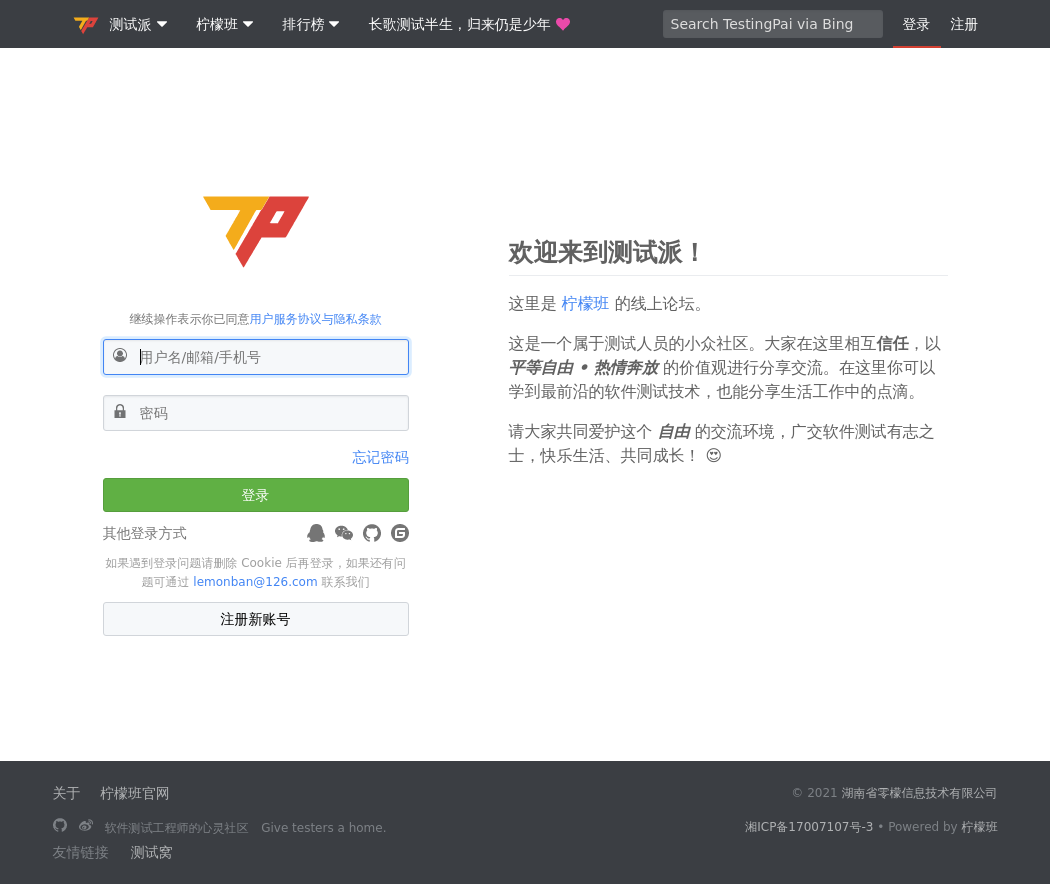 测试派 柠檬班 排行榜 长歌测试半生，归来仍是少年 Search TestingPai via Bing 登录 注册
TP
继续操作表示你已同意用户服务协议与隐私条款
用户名/邮箱/手机号
密码
忘记密码
登录
其他登录方式
如果遇到登录问题请删除 Cookie 后再登录，如果还有问
题可通过 lemonban@126.com 联系我们
注册新账号
欢迎来到测试派！
这里是 柠檬班 的线上论坛。
这是一个属于测试人员的小众社区。大家在这里相互信任，以
平等自由 • 热情奔放 的价值观进行分享交流。在这里你可以
学到最前沿的软件测试技术，也能分享生活工作中的点滴。
请大家共同爱护这个 自由 的交流环境，广交软件测试有志之
士，快乐生活、共同成长！ 😍
关于 柠檬班官网
© 2021 湖南省零檬信息技术有限公司
软件测试工程师的心灵社区 Give testers a home.
湘ICP备17007107号-3 • Powered by 柠檬班
友情链接 测试窝